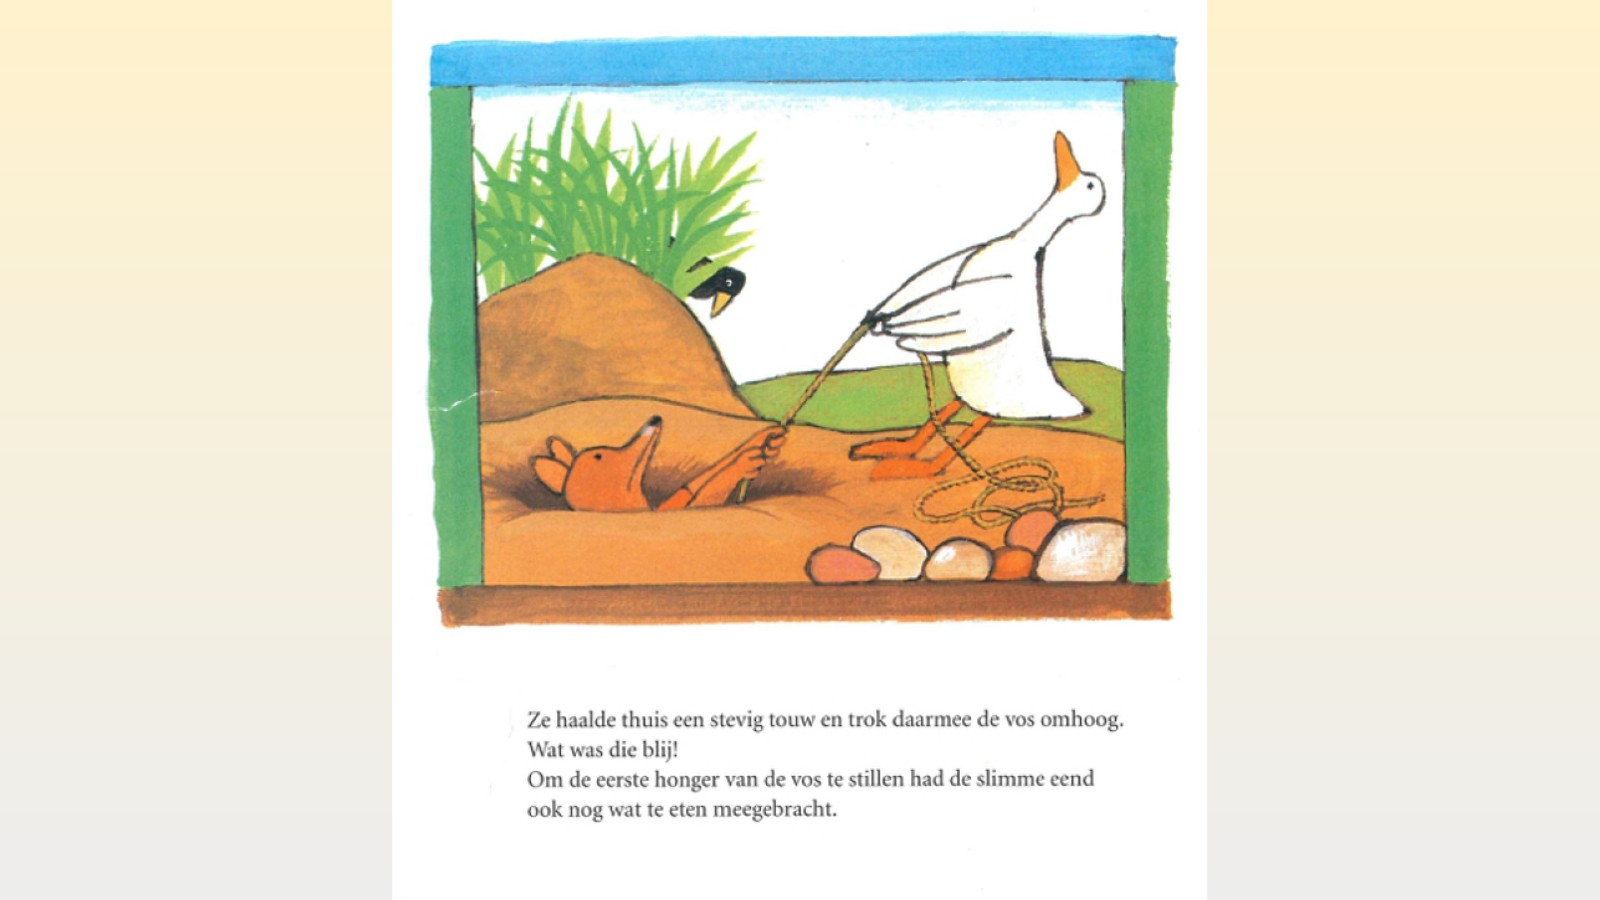 Ze haalde thuis een stevig touw en trok daarmee de vos omhoog.
Wat was die blij!
Om de eerste honger van de vos te stillen had de slimme eend
ook nog wat te eten meegebracht.